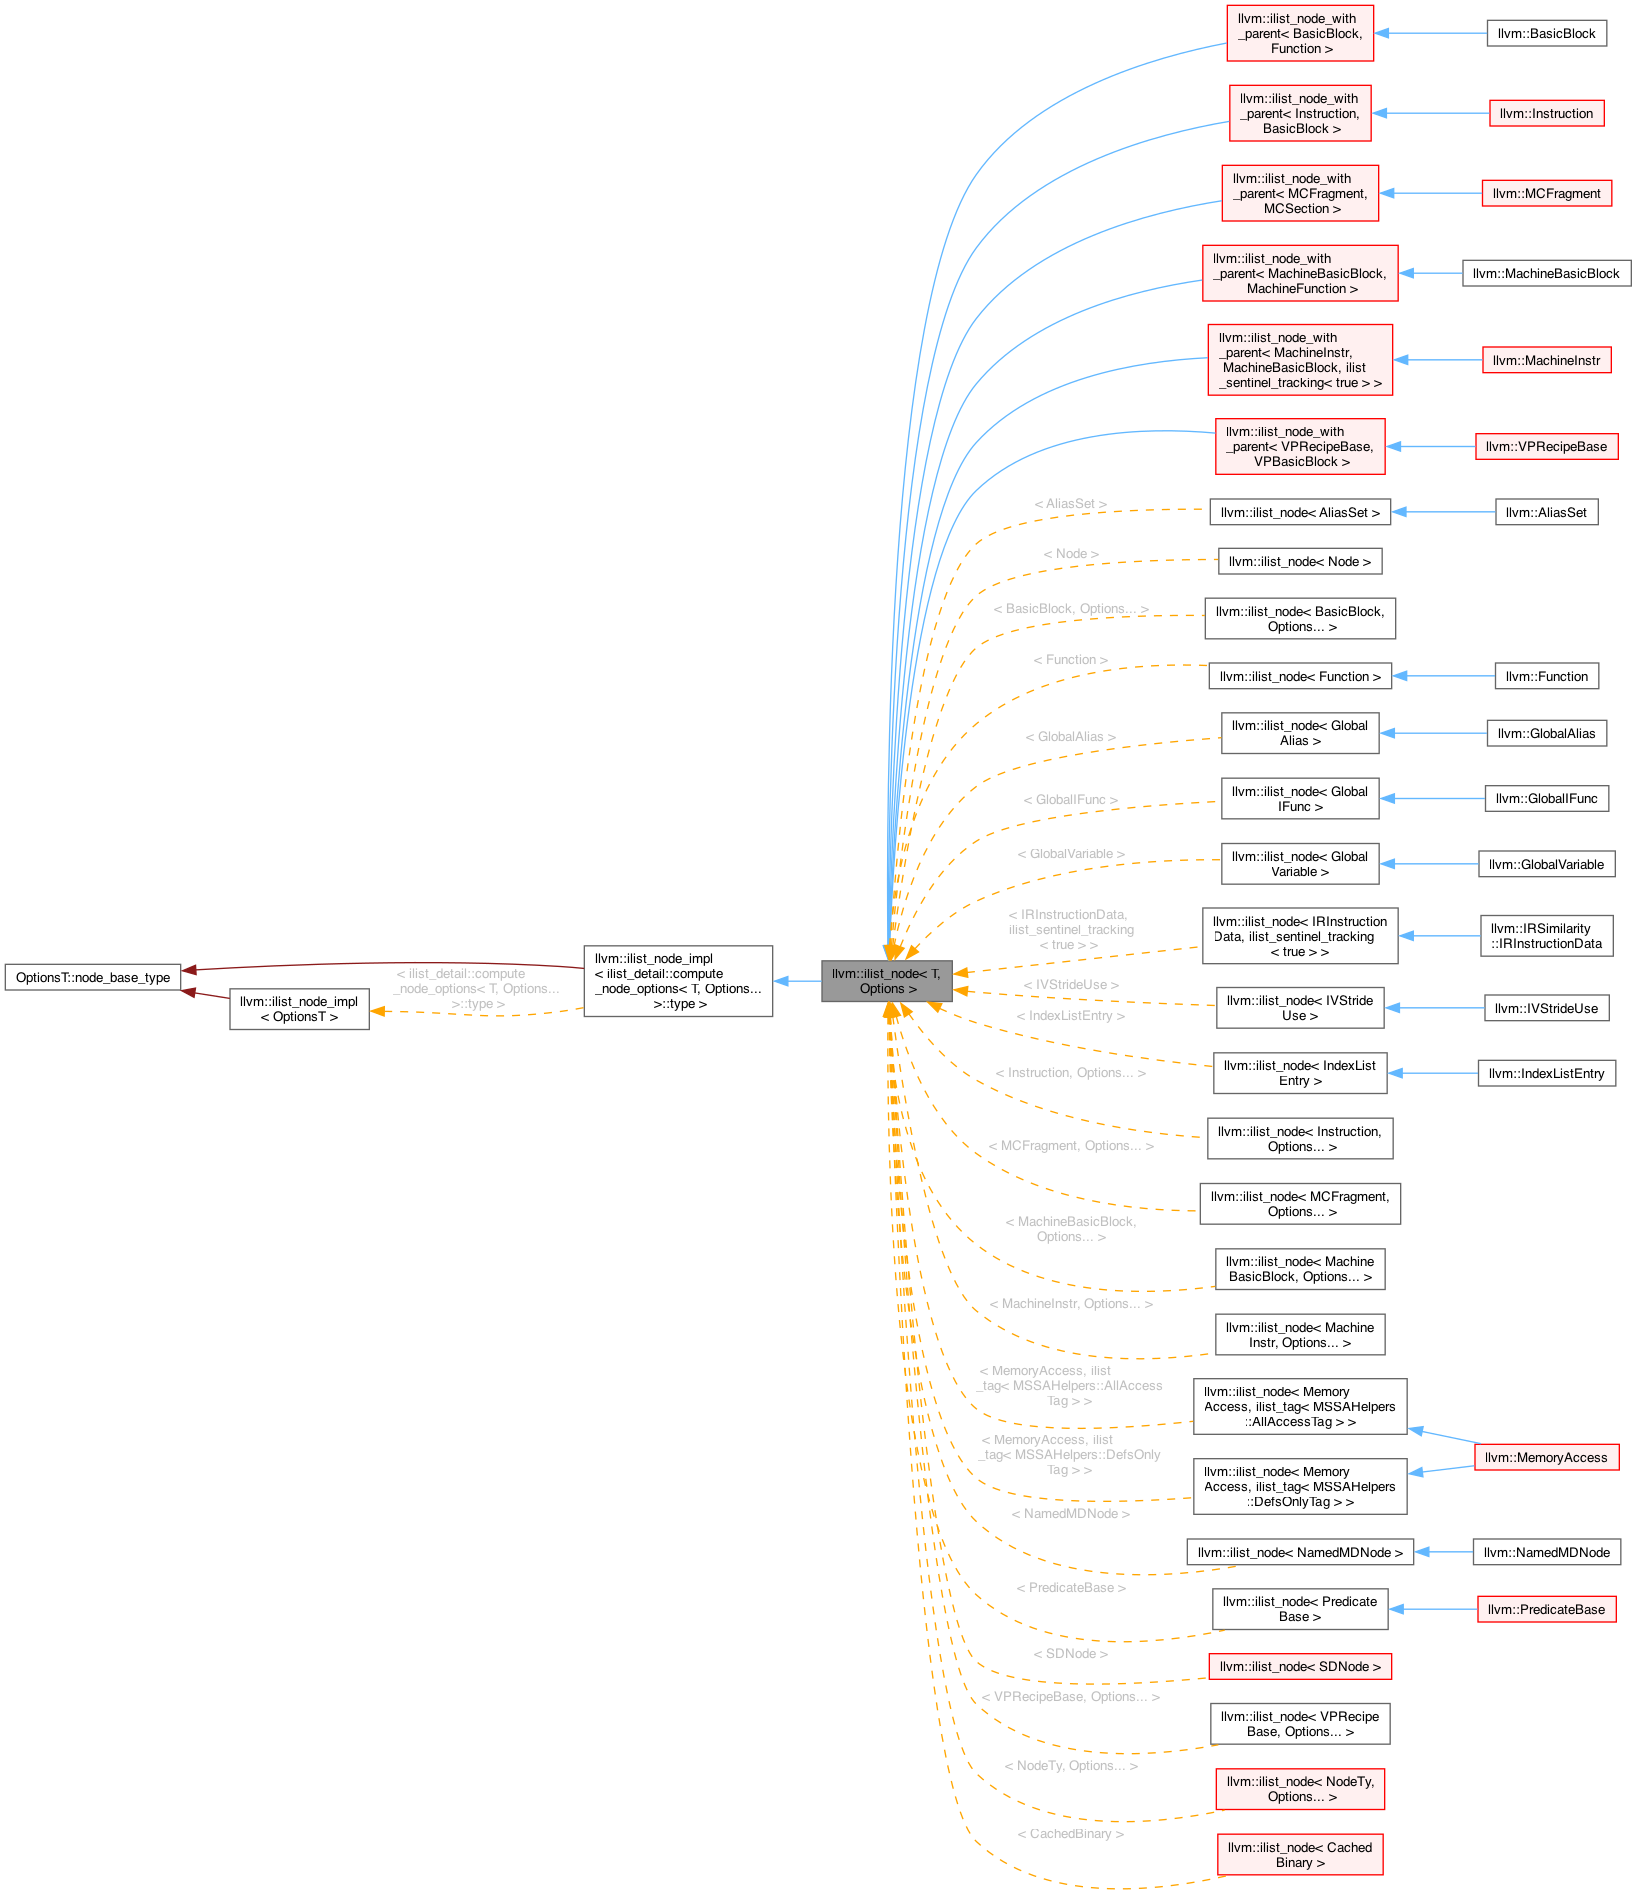 llvm::ilist_node_with
_parent< BasicBlock,
Function >
llvm::BasicBlock
llvm::ilist_node_with
_parent< Instruction,
BasicBlock >
llvm::Instruction
llvm::ilist_node_with
_parent< MCFragment,
MCSection >
llvm::MCFragment
llvm::ilist_node_with
_parent< MachineBasicBlock,
MachineFunction >
llvm::MachineBasicBlock
llvm::ilist_node_with
_parent< MachineInstr,
MachineBasicBlock, ilist
_sentinel_tracking< true > >
llvm::MachineInstr
llvm::ilist_node_with
_parent< VPRecipeBase,
VPBasicBlock >
llvm::VPRecipeBase
< AliasSet >
llvm::ilist_node< AliasSet >
llvm::AliasSet
< Node >
llvm::ilist_node< Node >
< BasicBlock, Options... >
llvm::ilist_node< BasicBlock,
Options... >
< Function >
llvm::ilist_node< Function >
llvm::Function
< GlobalAlias >
llvm::ilist_node< Global
Alias >
llvm::GlobalAlias
< GlobalIFunc >
llvm::ilist_node< Global
IFunc >
llvm::GlobalIFunc
< GlobalVariable >
llvm::ilist_node< Global
Variable >
llvm::GlobalVariable
< IRInstructionData,
ilist_sentinel_tracking
< true > >
llvm::ilist_node< IRInstruction
Data, ilist_sentinel_tracking
< true > >
llvm::IRSimilarity
::IRInstructionData
OptionsT::node_base_type
llvm::ilist_node_impl
< OptionsT >
< ilist_detail::compute
_node_options< T, Options...
>::type >
llvm::ilist_node_impl
< ilist_detail::compute
_node_options< T, Options...
>::type >
llvm::ilist_node< T,
Options >
< IVStrideUse >
llvm::ilist_node< IVStride
Use >
llvm::IVStrideUse
< IndexListEntry >
llvm::ilist_node< IndexList
Entry >
llvm::IndexListEntry
< Instruction, Options... >
llvm::ilist_node< Instruction,
Options... >
< MCFragment, Options... >
llvm::ilist_node< MCFragment,
Options... >
< MachineBasicBlock,
Options... >
llvm::ilist_node< Machine
BasicBlock, Options... >
< MachineInstr, Options... >
llvm::ilist_node< Machine
Instr, Options... >
< MemoryAccess, ilist
_tag< MSSAHelpers::AllAccess
Tag > >
llvm::ilist_node< Memory
Access, ilist_tag< MSSAHelpers
::AllAccessTag > >
llvm::MemoryAccess
< MemoryAccess, ilist
_tag< MSSAHelpers::DefsOnly
Tag > >
llvm::ilist_node< Memory
Access, ilist_tag< MSSAHelpers
::DefsOnlyTag > >
< NamedMDNode >
llvm::ilist_node< NamedMDNode >
llvm::NamedMDNode
< PredicateBase >
llvm::ilist_node< Predicate
Base >
llvm::PredicateBase
< SDNode >
llvm::ilist_node< SDNode >
< VPRecipeBase, Options... >
llvm::ilist_node< VPRecipe
Base, Options... >
< NodeTy, Options... >
llvm::ilist_node< NodeTy,
Options... >
< CachedBinary >
llvm::ilist_node< Cached
Binary >